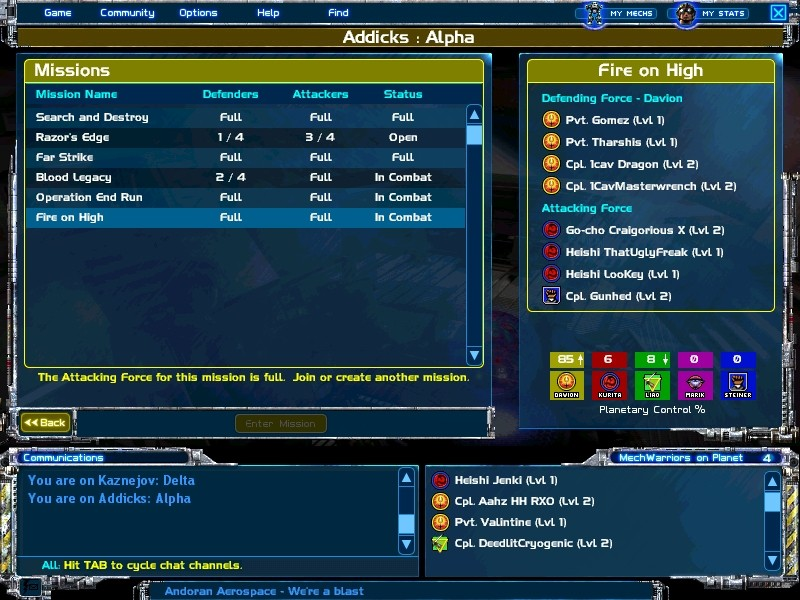 Game Community Options Help Find MY MECHS MY STATS
Addicks : Alpha
Missions
Mission Name Defenders Attackers Status
Search and Destroy Full Full Full
Razor's Edge 1 / 4 3 / 4 Open
Far Strike Full Full Full
Blood Legacy 2 / 4 Full In Combat
Operation End Run Full Full In Combat
Fire on High Full Full In Combat
The Attacking Force for this mission is full. Join or create another mission.
Back Enter Mission
Fire on High
Defending Force - Davion
Pvt. Gomez (Lvl 1)
Pvt. Tharshis (Lvl 1)
Cpl. 1cav Dragon (Lvl 2)
Cpl. 1CavMasterwrench (Lvl 2)
Attacking Force
Go-cho Craigorious X (Lvl 2)
Heishi ThatUglyFreak (Lvl 1)
Heishi LooKey (Lvl 1)
Cpl. Gunhed (Lvl 2)
85 6 8 0 0
DAVION KURITA LIAO MARIK STEINER
Planetary Control %
Communications
You are on Kaznejov: Delta
You are on Addicks: Alpha
All: Hit TAB to cycle chat channels.
MechWarriors on Planet 4
Heishi Jenki (Lvl 1)
Cpl. Aahz HH RXO (Lvl 2)
Pvt. Valintine (Lvl 1)
Cpl. DeedlitCryogenic (Lvl 2)
Andoran Aerospace - We're a blast